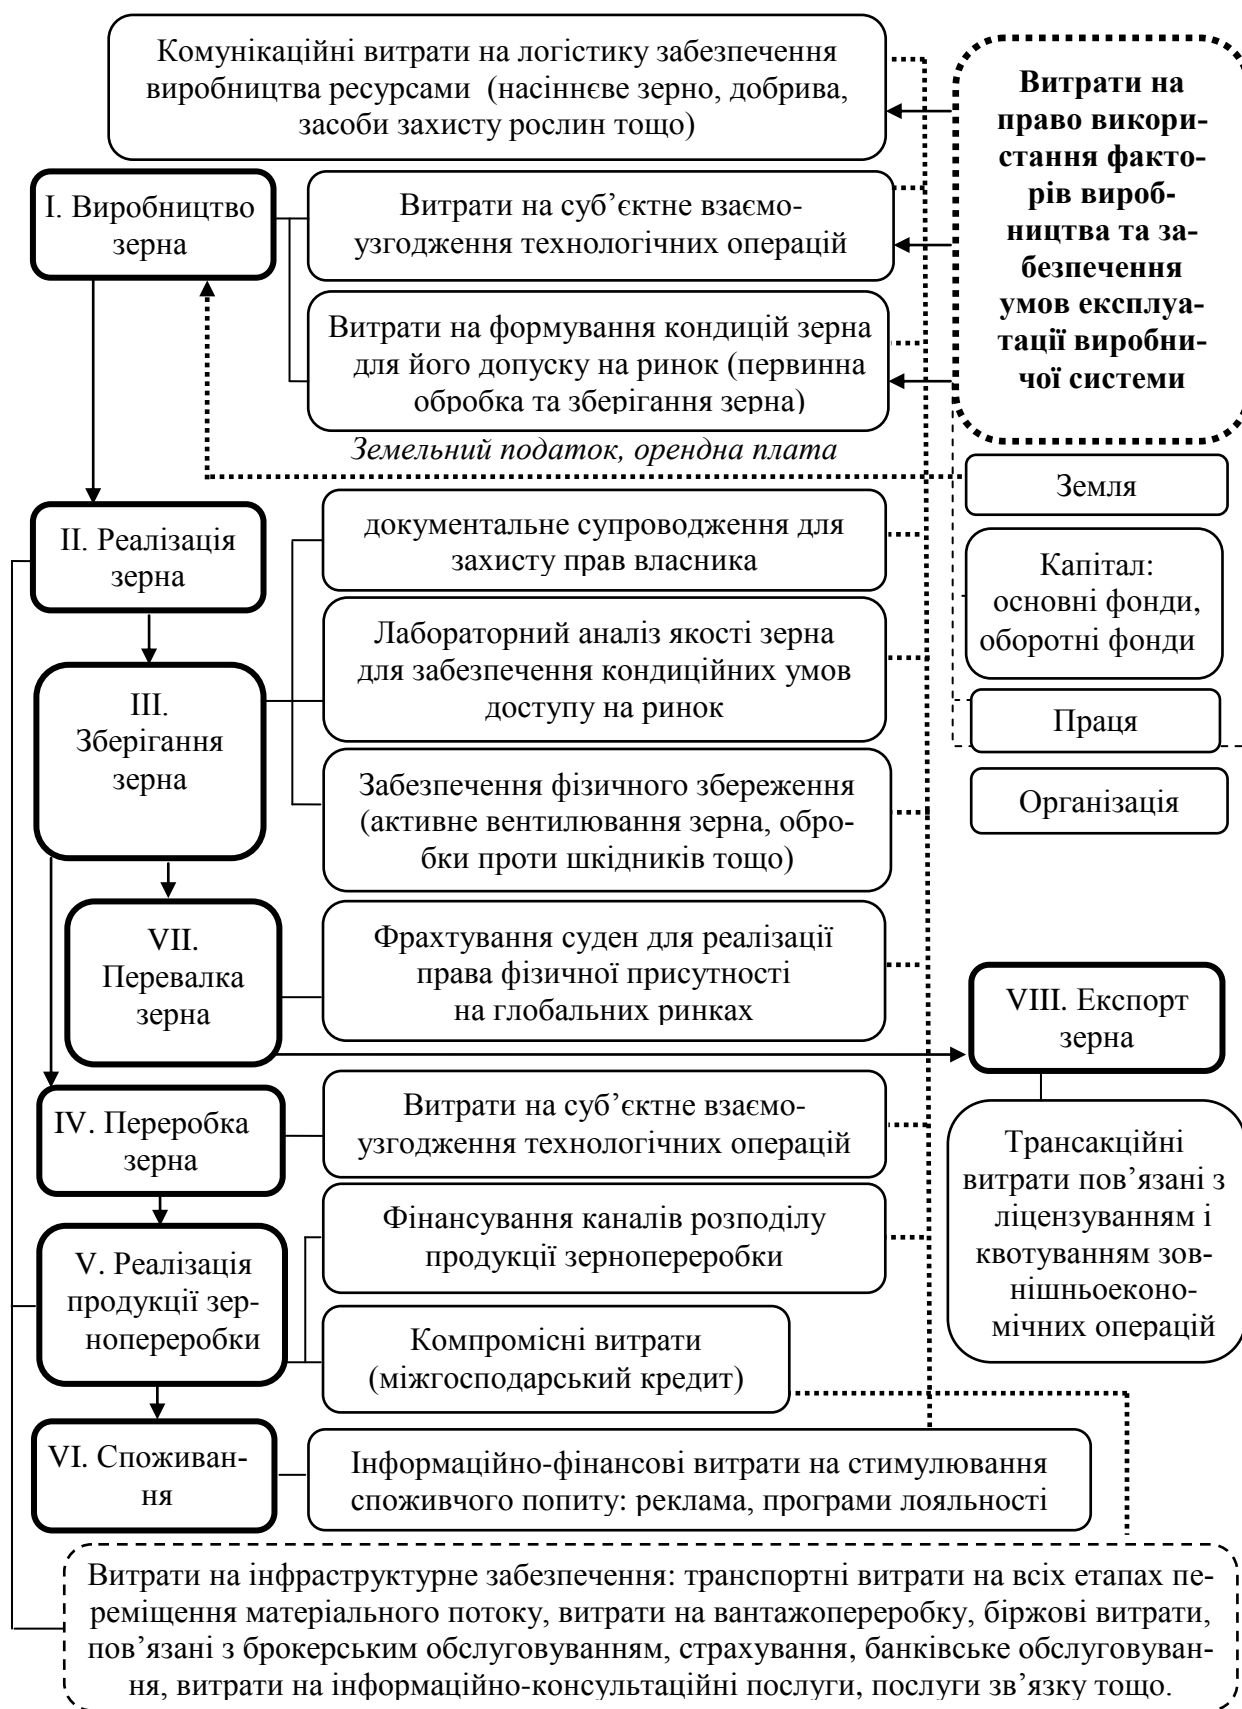 Комунікаційні витрати на логістику забезпечення
виробництва ресурсами (насіннєве зерно, добрива,
засоби захисту рослин тощо)
Витрати на
право викори-
стання факто-
рів вироб-
ництва та за-
безпечення
умов експлуа-
тації виробни-
чої системи
І. Виробництво
зерна
Витрати на суб’єктне взаємо-
узгодження технологічних операцій
Витрати на формування кондицій зерна
для його допуску на ринок (первинна
обробка та зберігання зерна)
Земельний податок, орендна плата
Земля
Капітал:
основні фонди,
оборотні фонди
Праця
Організація
ІІ. Реалізація
зерна
документальне супроводження для
захисту прав власника
Лабораторний аналіз якості зерна
для забезпечення кондиційних умов
доступу на ринок
ІІІ.
Зберігання
зерна
Забезпечення фізичного збереження
(активне вентилювання зерна, обро-
бки проти шкідників тощо)
VII.
Перевалка
зерна
Фрахтування суден для реалізації
права фізичної присутності
на глобальних ринках
VIII. Експорт
зерна
IV. Переробка
зерна
Витрати на суб’єктне взаємо-
узгодження технологічних операцій
Трансакційні
витрати пов’язані з
ліцензуванням і
квотуванням зов-
нішньоеконо-
мічних операцій
V. Реалізація
продукції зер-
нопереробки
Фінансування каналів розподілу
продукції зернопереробки
Компромісні витрати
(міжгосподарський кредит)
VI. Споживан-
ня
Інформаційно-фінансові витрати на стимулювання
споживчого попиту: реклама, програми лояльності
Витрати на інфраструктурне забезпечення: транспортні витрати на всіх етапах пе-
реміщення матеріального потоку, витрати на вантажопереробку, біржові витрати,
пов’язані з брокерським обслуговуванням, страхування, банківське обслуговуван-
ня, витрати на інформаційно-консультаційні послуги, послуги зв’язку тощо.